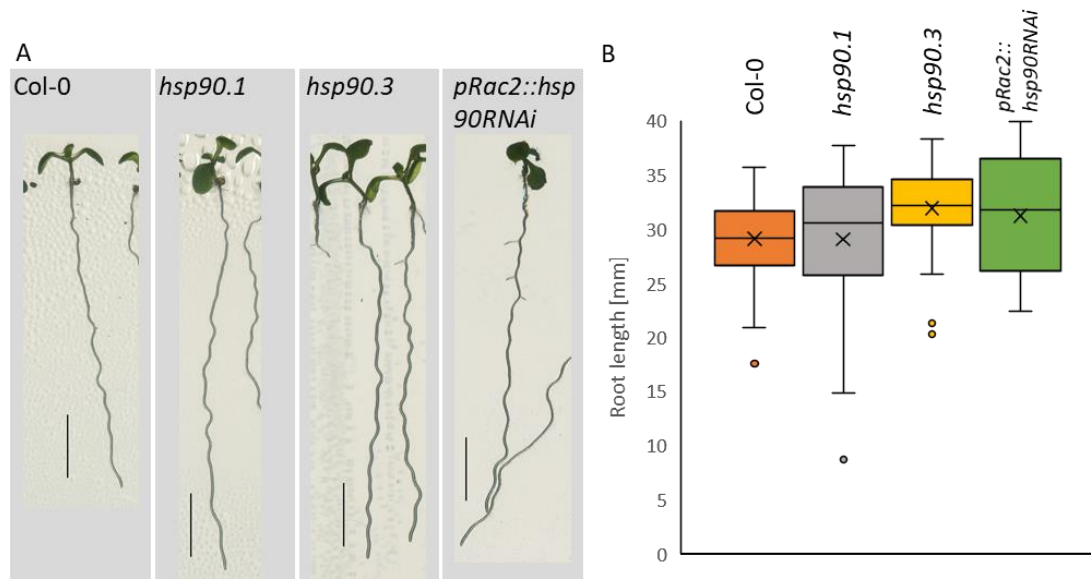 A
Col-0
hsp90.1
hsp90.3
pRac2::hsp
90RNAi
B
Col-0
hsp90.1
hsp90.3
pRac2::
hsp90RNAi
Root length [mm]
40
35
30
25
20
15
10
5
0